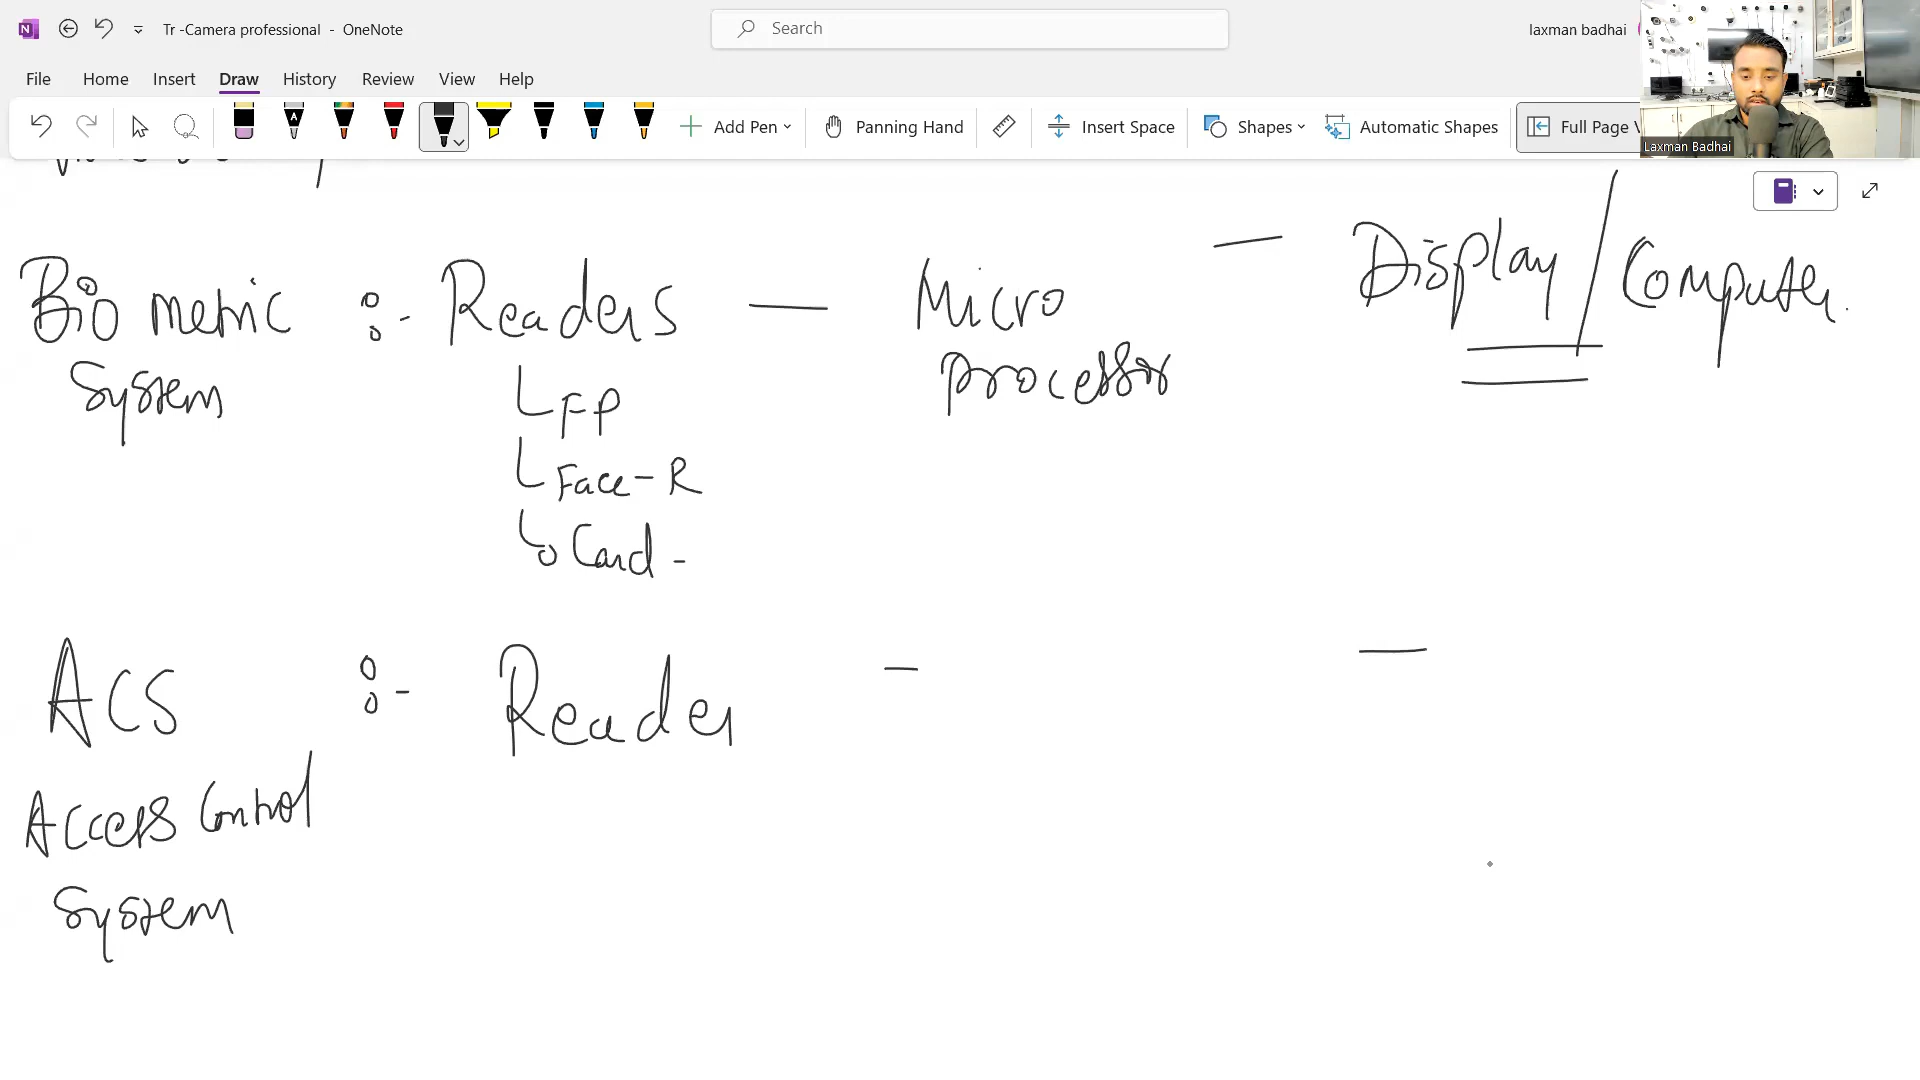 Tr -Camera professional - OneNote
Search
laxman badhai
File Home Insert Draw History Review View Help
Add Pen Panning Hand Insert Space Shapes Automatic Shapes Full Page V
Laxman Badhai
Bio metric :- Readers — Micro — Display / Computer.
System processor
FP
Face-R
Card -
ACS :- Reader - —
Access Control
System